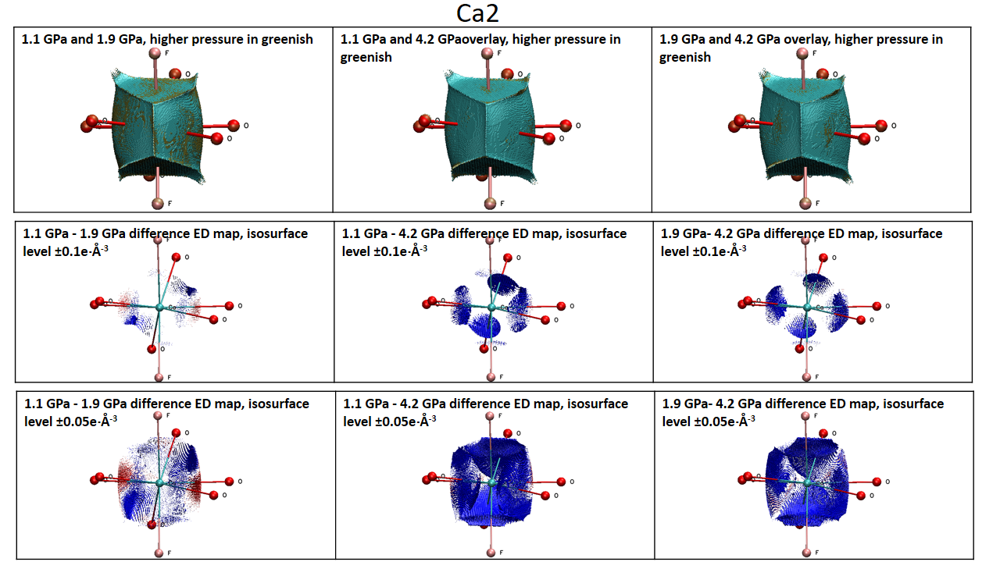 Ca2
1.1 GPa and 1.9 GPa, higher pressure in greenish
F
O
O
O
O
F
1.1 GPa and 4.2 GPaoverlay, higher pressure in
greenish
F
O
O
O
O
F
1.9 GPa and 4.2 GPa overlay, higher pressure in
greenish
F
O
O
O
O
F
1.1 GPa - 1.9 GPa difference ED map, isosurface
level ±0.1e·Å-3
F
O
O
Ca
O
O
O
F
1.1 GPa - 4.2 GPa difference ED map, isosurface
level ±0.1e·Å-3
F
O
O
Ca
O
O
O
F
1.9 GPa- 4.2 GPa difference ED map, isosurface
level ±0.1e·Å-3
F
O
O
Ca
O
O
O
F
1.1 GPa - 1.9 GPa difference ED map, isosurface
level ±0.05e·Å-3
F
O
O
O
O
F
1.1 GPa - 4.2 GPa difference ED map, isosurface
level ±0.05e·Å-3
F
O
O
O
F
1.9 GPa- 4.2 GPa difference ED map, isosurface
level ±0.05e·Å-3
F
O
O
O
F